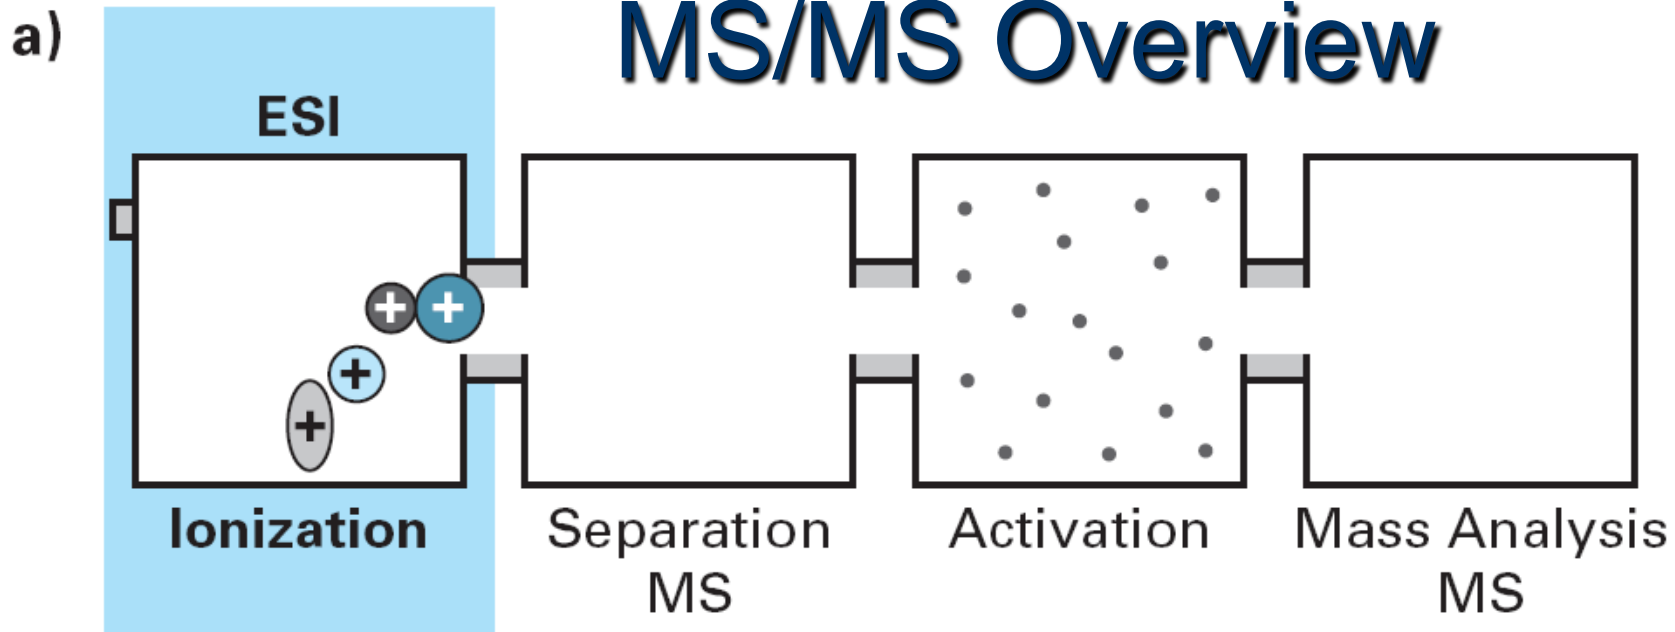 a)
MS/MS Overview
ESI
+
+
+
+
Ionization
Separation
MS
Activation
Mass Analysis
MS